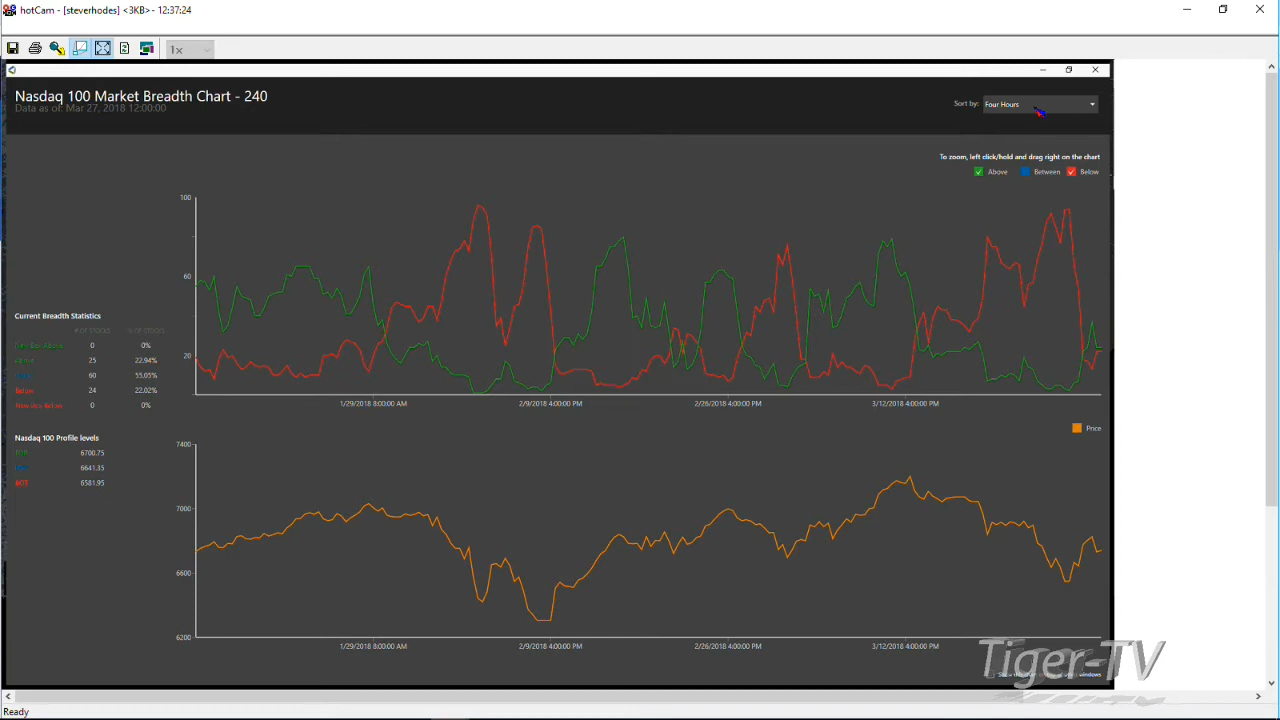 hotCam - [steverhodes] <3KB> - 12:37:24
1x
Nasdaq 100 Market Breadth Chart - 240
Data as of: Mar 27, 2018 12:00:00
Sort by: Four Hours
To zoom, left click/hold and drag right on the chart
Above Between Below
100
60
20
1/29/2018 8:00:00 AM 2/9/2018 4:00:00 PM 2/26/2018 4:00:00 PM 3/12/2018 4:00:00 PM
Current Breadth Statistics
# OF STOCKS % OF STOCKS
0 0%
Above 25 22.94%
60 55.05%
Below 24 22.02%
New Bos Below 0 0%
Nasdaq 100 Profile levels
TOP 6700.75
6641.35
BOT 6581.95
Price
7400
7000
6600
6200
1/29/2018 8:00:00 AM 2/9/2018 4:00:00 PM 2/26/2018 4:00:00 PM 3/12/2018 4:00:00 PM
Tiger-TV
windows
Ready